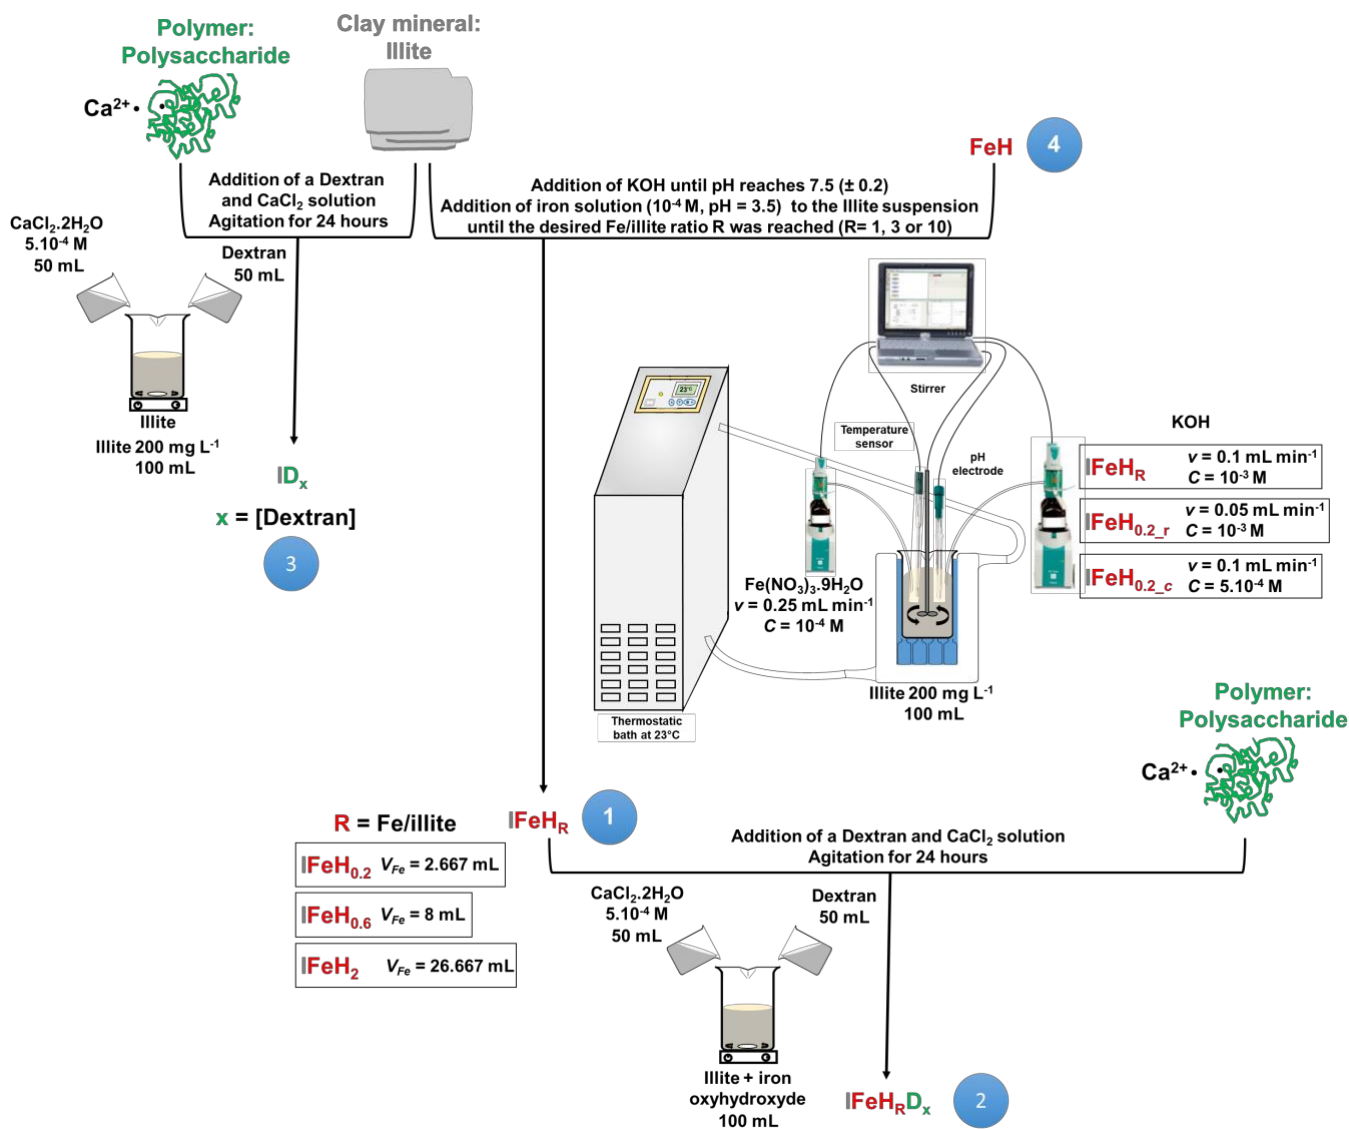 Polymer:
Polysaccharide
Ca²⁺
Clay mineral:
Illite
FeH
4
Addition of a Dextran
and CaCl₂ solution
Agitation for 24 hours
Addition of KOH until pH reaches 7.5 (± 0.2)
Addition of iron solution (10⁻⁴ M, pH = 3.5) to the Illite suspension
until the desired Fe/illite ratio R was reached (R= 1, 3 or 10)
CaCl₂.2H₂O
5.10⁻⁴ M
50 mL
Dextran
50 mL
Illite
Illite 200 mg L⁻¹
100 mL
IDₓ
x = [Dextran]
3
23°C
Stirrer
Temperature
sensor
pH
electrode
KOH
IFeH_R
v = 0.1 mL min⁻¹
C = 10⁻³ M
IFeH₀.₂_r
v = 0.05 mL min⁻¹
C = 10⁻³ M
IFeH₀.₂_c
v = 0.1 mL min⁻¹
C = 5.10⁻⁴ M
Fe(NO₃)₃.9H₂O
v = 0.25 mL min⁻¹
C = 10⁻⁴ M
Illite 200 mg L⁻¹
100 mL
Thermostatic
bath at 23°C
Polymer:
Polysaccharide
Ca²⁺
R = Fe/illite
IFeH_R
1
IFeH₀.₂ V_Fe = 2.667 mL
IFeH₀.₆ V_Fe = 8 mL
IFeH₂ V_Fe = 26.667 mL
Addition of a Dextran and CaCl₂ solution
Agitation for 24 hours
CaCl₂.2H₂O
5.10⁻⁴ M
50 mL
Dextran
50 mL
Illite + iron
oxyhydroxyde
100 mL
IFeH_RDₓ
2